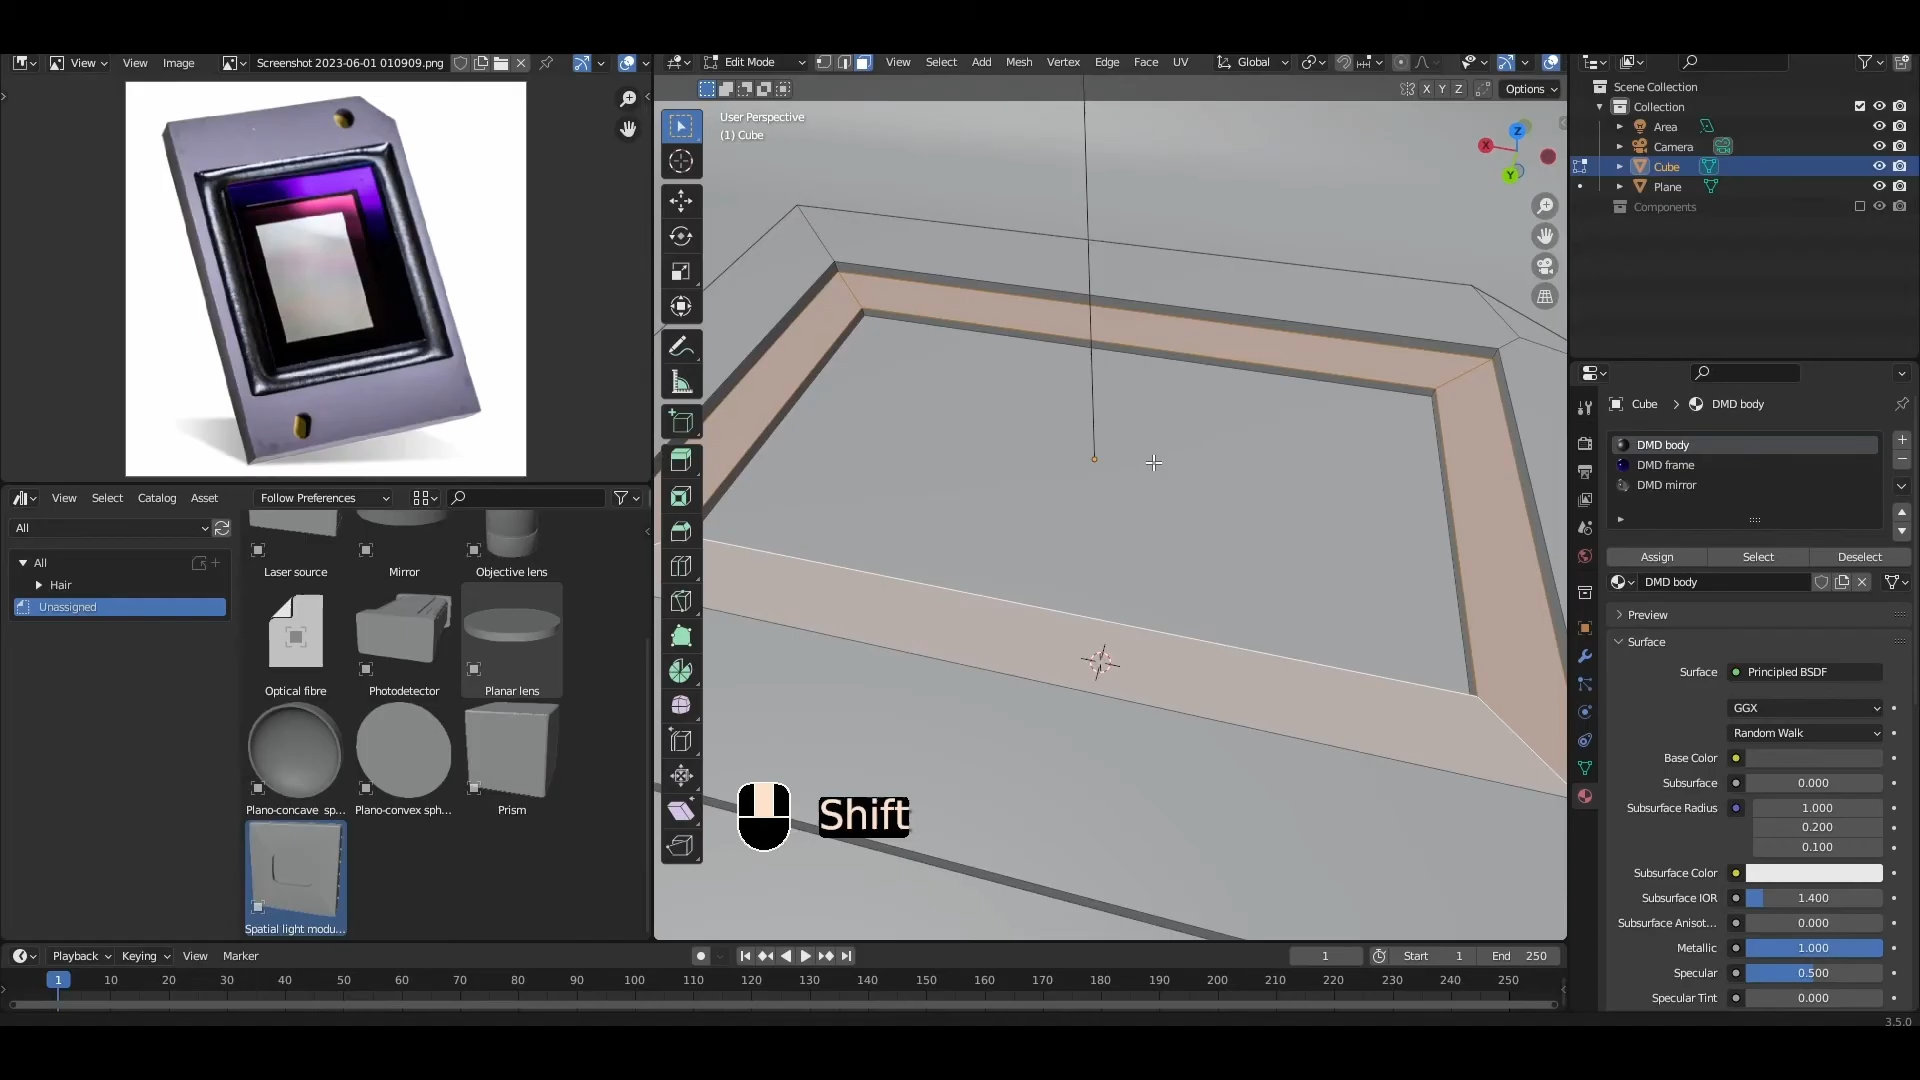 View
View
Image
Screenshot 2023-06-01 010909.png
Edit Mode
View
Select
Add
Mesh
Vertex
Edge
Face
UV
Global
X
Y
Z
Options
User Perspective
(1) Cube
Z
X
Y
Scene Collection
Collection
Area
Camera
Cube
Plane
Components
Cube
DMD body
DMD body
DMD frame
DMD mirror
Assign
Select
Deselect
DMD body
Preview
Surface
Surface
Principled BSDF
GGX
Random Walk
Base Color
Subsurface
0.000
Subsurface Radius
1.000
0.200
0.100
Subsurface Color
Subsurface IOR
1.400
Subsurface Anisot...
0.000
Metallic
1.000
Specular
0.500
Specular Tint
0.000
View
Select
Catalog
Asset
Follow Preferences
All
All
Hair
Unassigned
Laser source
Mirror
Objective lens
Optical fibre
Photodetector
Planar lens
Plano-concave sp...
Plano-convex sph...
Prism
Spatial light modu...
Shift
Playback
Keying
View
Marker
1
Start
1
End
250
1
10
20
30
40
50
60
70
80
90
100
110
120
130
140
150
160
170
180
190
200
210
220
230
240
250
3.5.0